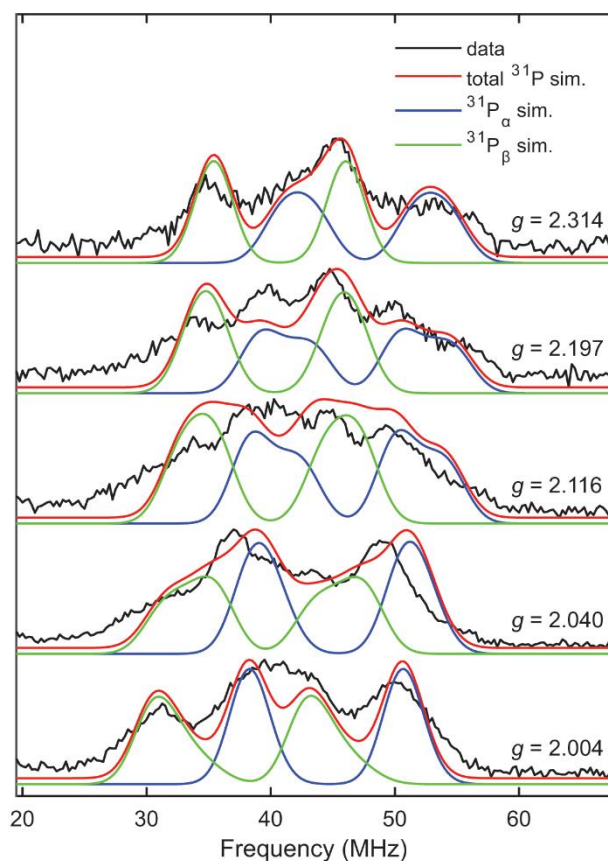 data
total ³¹P sim.
³¹Pα sim.
³¹Pβ sim.
g = 2.314
g = 2.197
g = 2.116
g = 2.040
g = 2.004
20 30 40 50 60
Frequency (MHz)